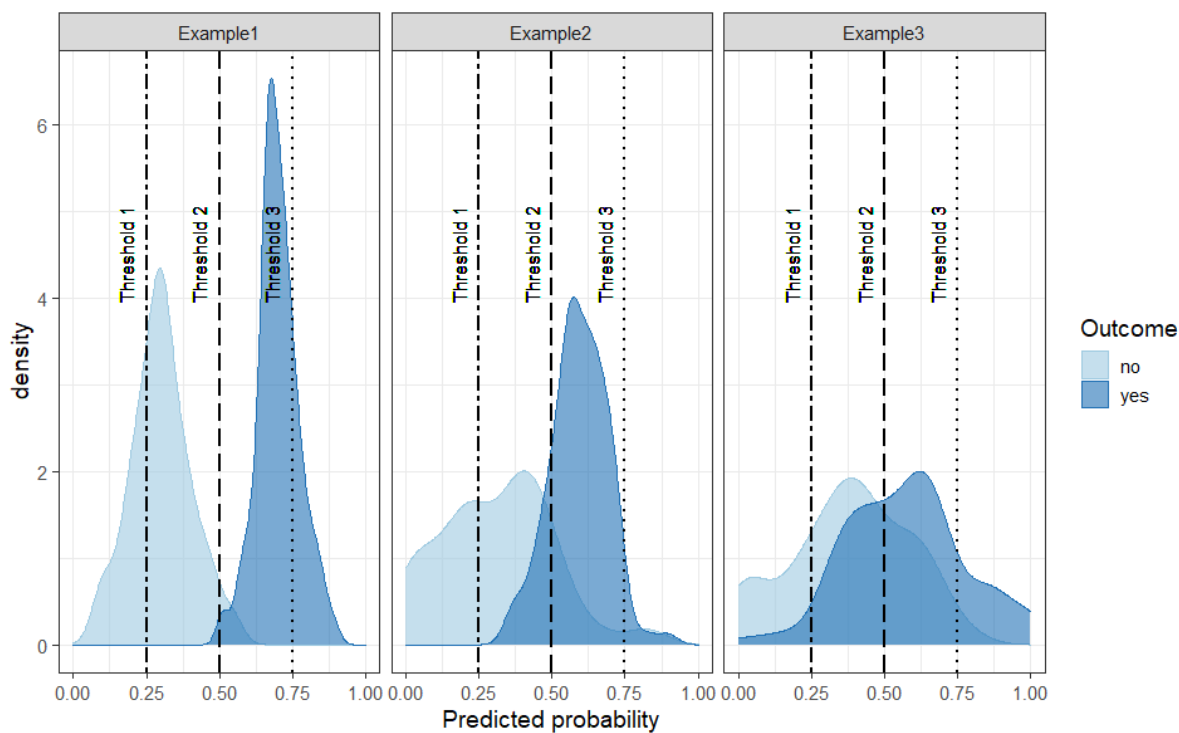 Example1
Example2
Example3
Threshold 1
Threshold 2
Threshold 3
Threshold 1
Threshold 2
Threshold 3
Threshold 1
Threshold 2
Threshold 3
6
4
2
0
density
0.00 0.25 0.50 0.75 1.00
0.00 0.25 0.50 0.75 1.00
0.00 0.25 0.50 0.75 1.00
Predicted probability
Outcome
no
yes